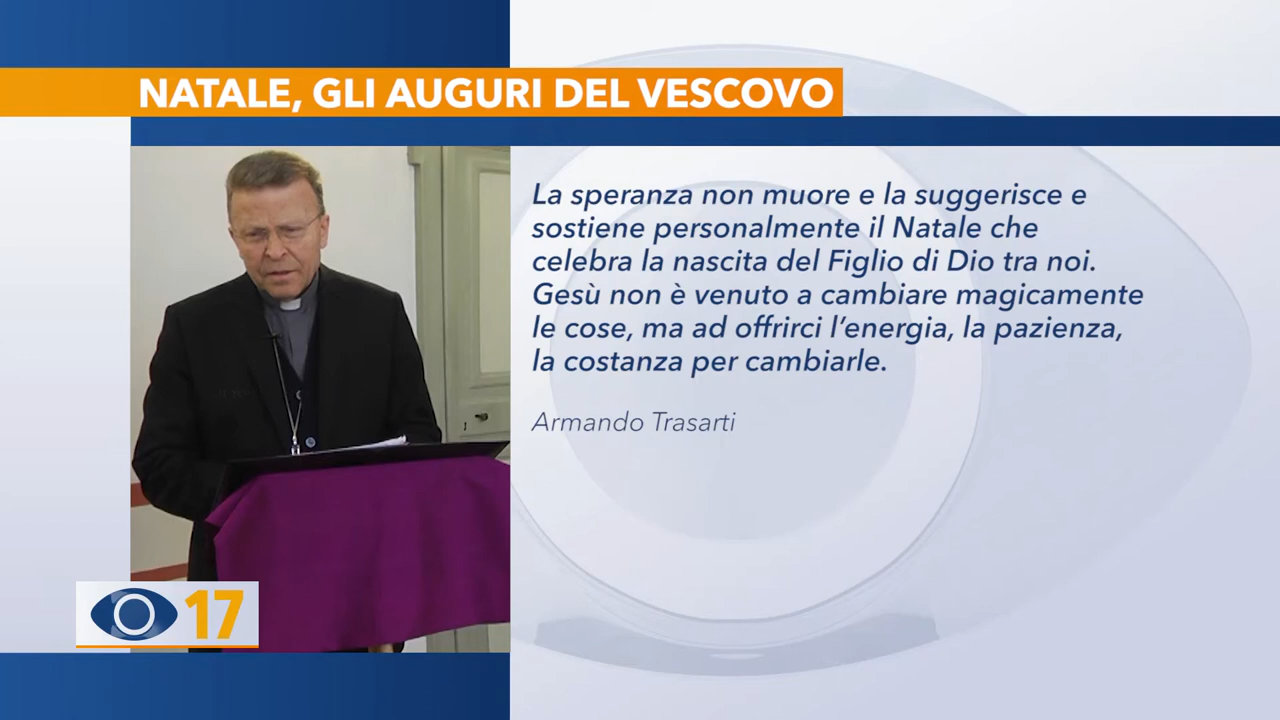 NATALE, GLI AUGURI DEL VESCOVO
La speranza non muore e la suggerisce e
sostiene personalmente il Natale che
celebra la nascita del Figlio di Dio tra noi.
Gesù non è venuto a cambiare magicamente
le cose, ma ad offrirci l'energia, la pazienza,
la costanza per cambiarle.
Armando Trasarti
17